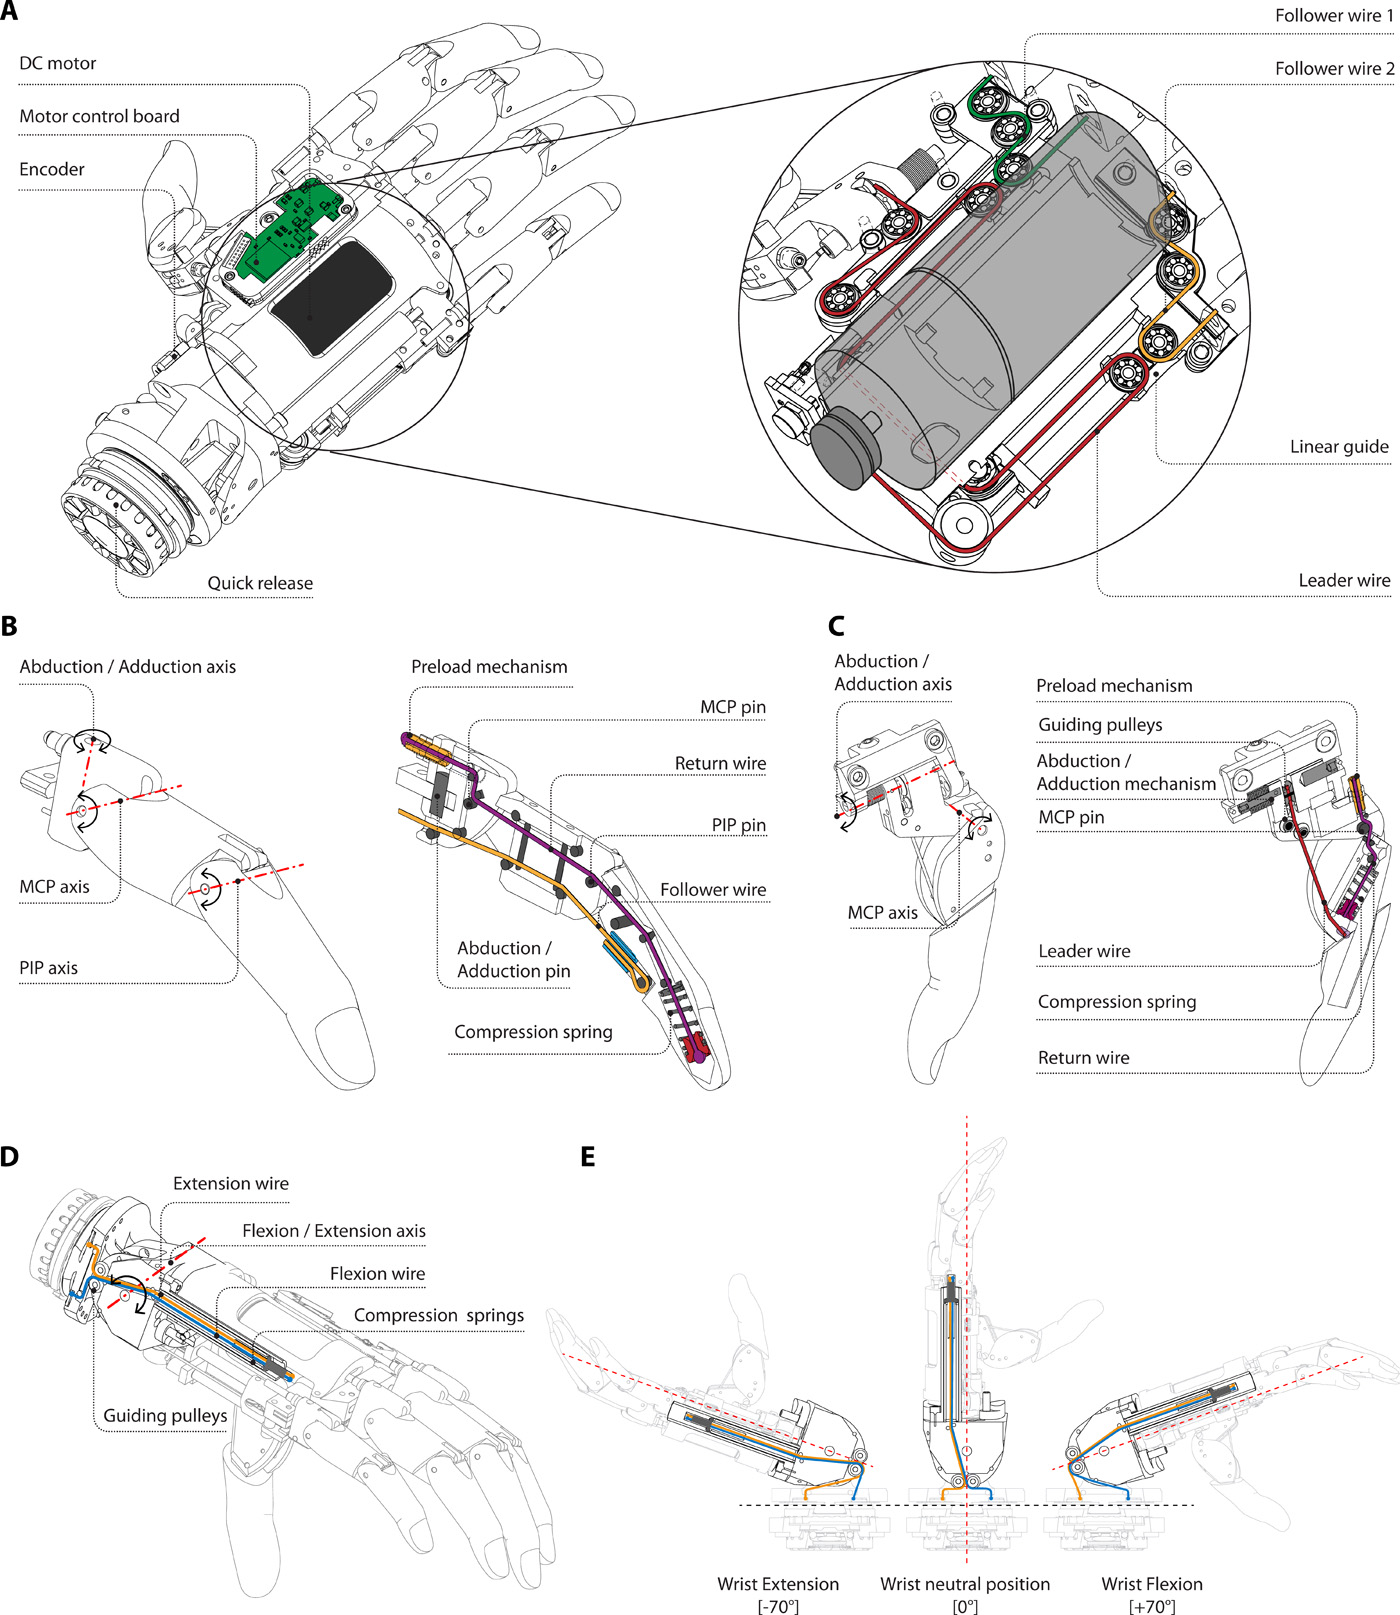 A
DC motor
Motor control board
Encoder
Quick release
Follower wire 1
Follower wire 2
Linear guide
Leader wire
B
Abduction / Adduction axis
MCP axis
PIP axis
Preload mechanism
MCP pin
Return wire
PIP pin
Follower wire
Abduction /
Adduction pin
Compression spring
C
Abduction /
Adduction axis
MCP axis
Preload mechanism
Guiding pulleys
Abduction /
Adduction mechanism
MCP pin
Leader wire
Compression spring
Return wire
D
Extension wire
Flexion / Extension axis
Flexion wire
Compression springs
Guiding pulleys
E
Wrist Extension
[-70°]
Wrist neutral position
[0°]
Wrist Flexion
[+70°]